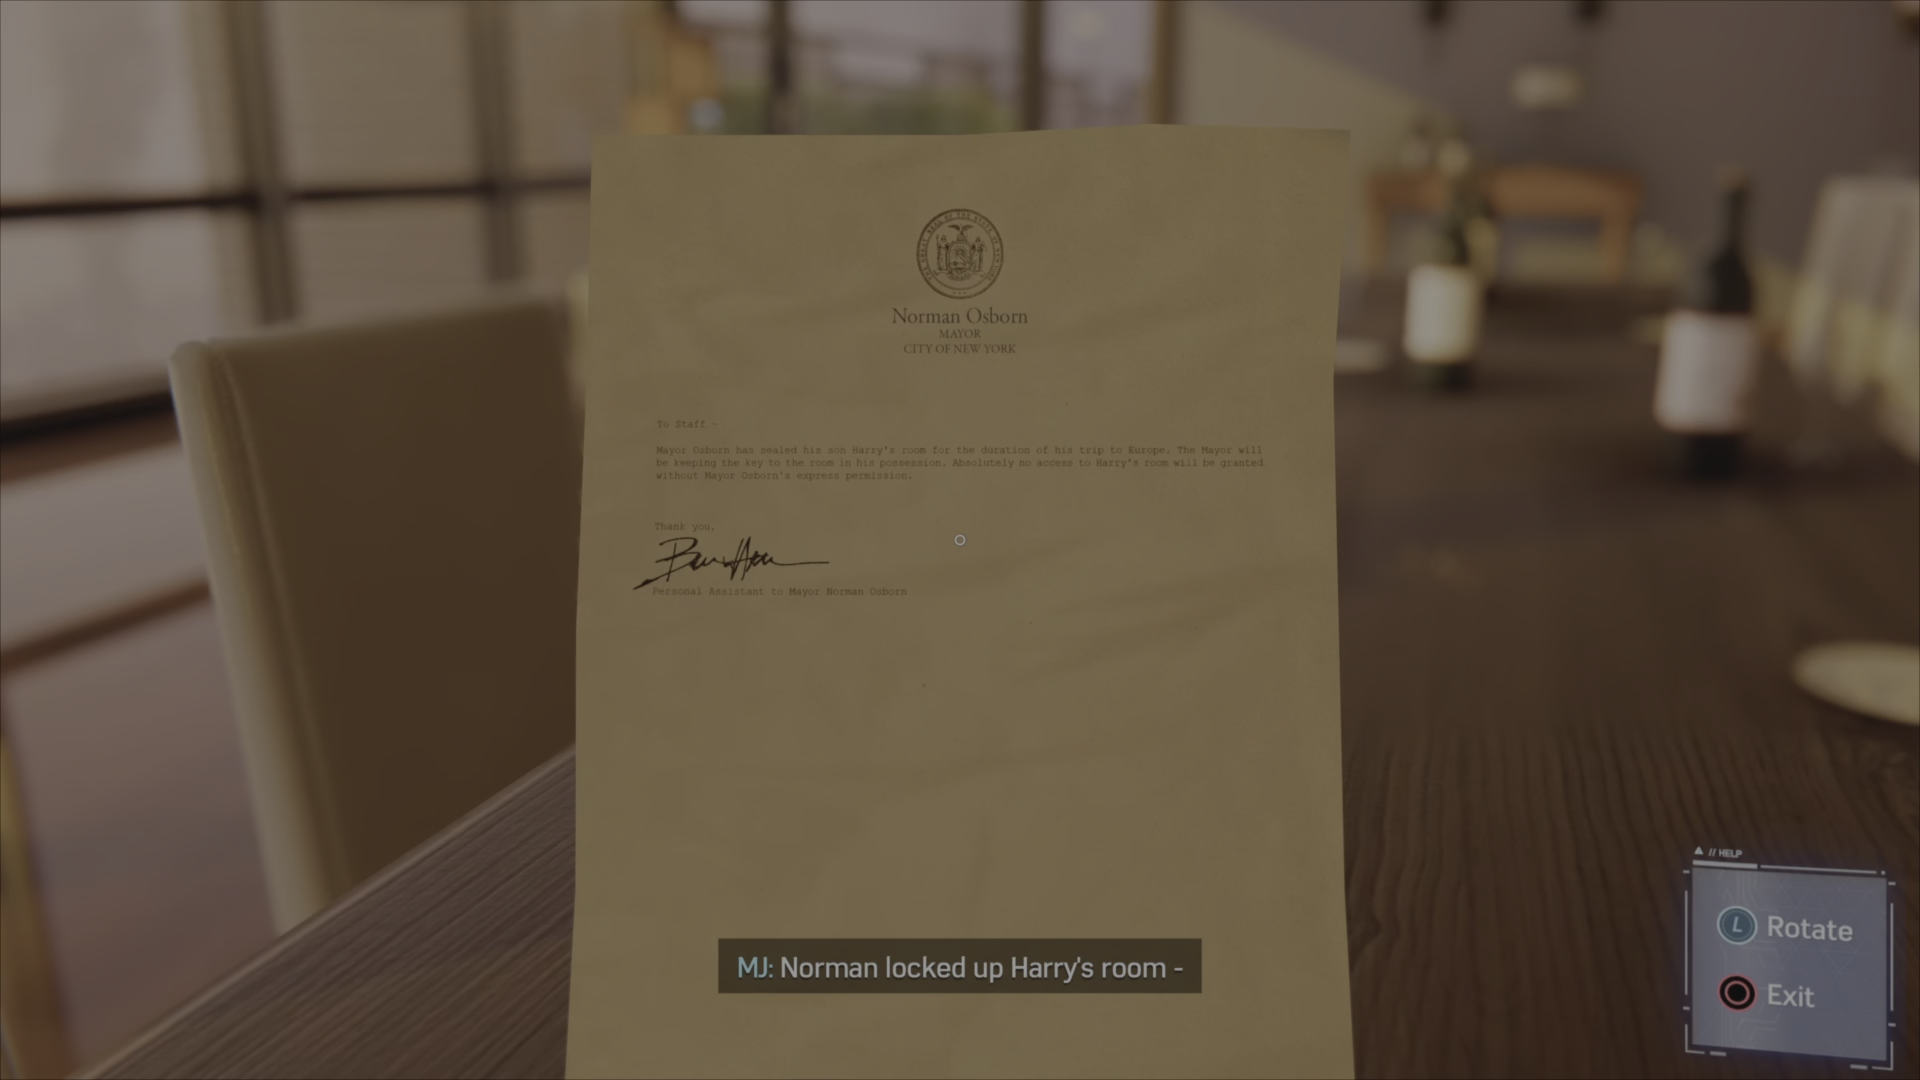 Norman Osborn
MAYOR
CITY OF NEW YORK
To Staff -
Mayor Osborn has sealed his son Harry's room for the duration of his trip to Europe. The Mayor will
be keeping the key to the room in his possession. Absolutely no access to Harry's room will be granted
without Mayor Osborn's express permission.
Thank you,
Personal Assistant to Mayor Norman Osborn
MJ: Norman locked up Harry's room -
// HELP
L Rotate
Exit